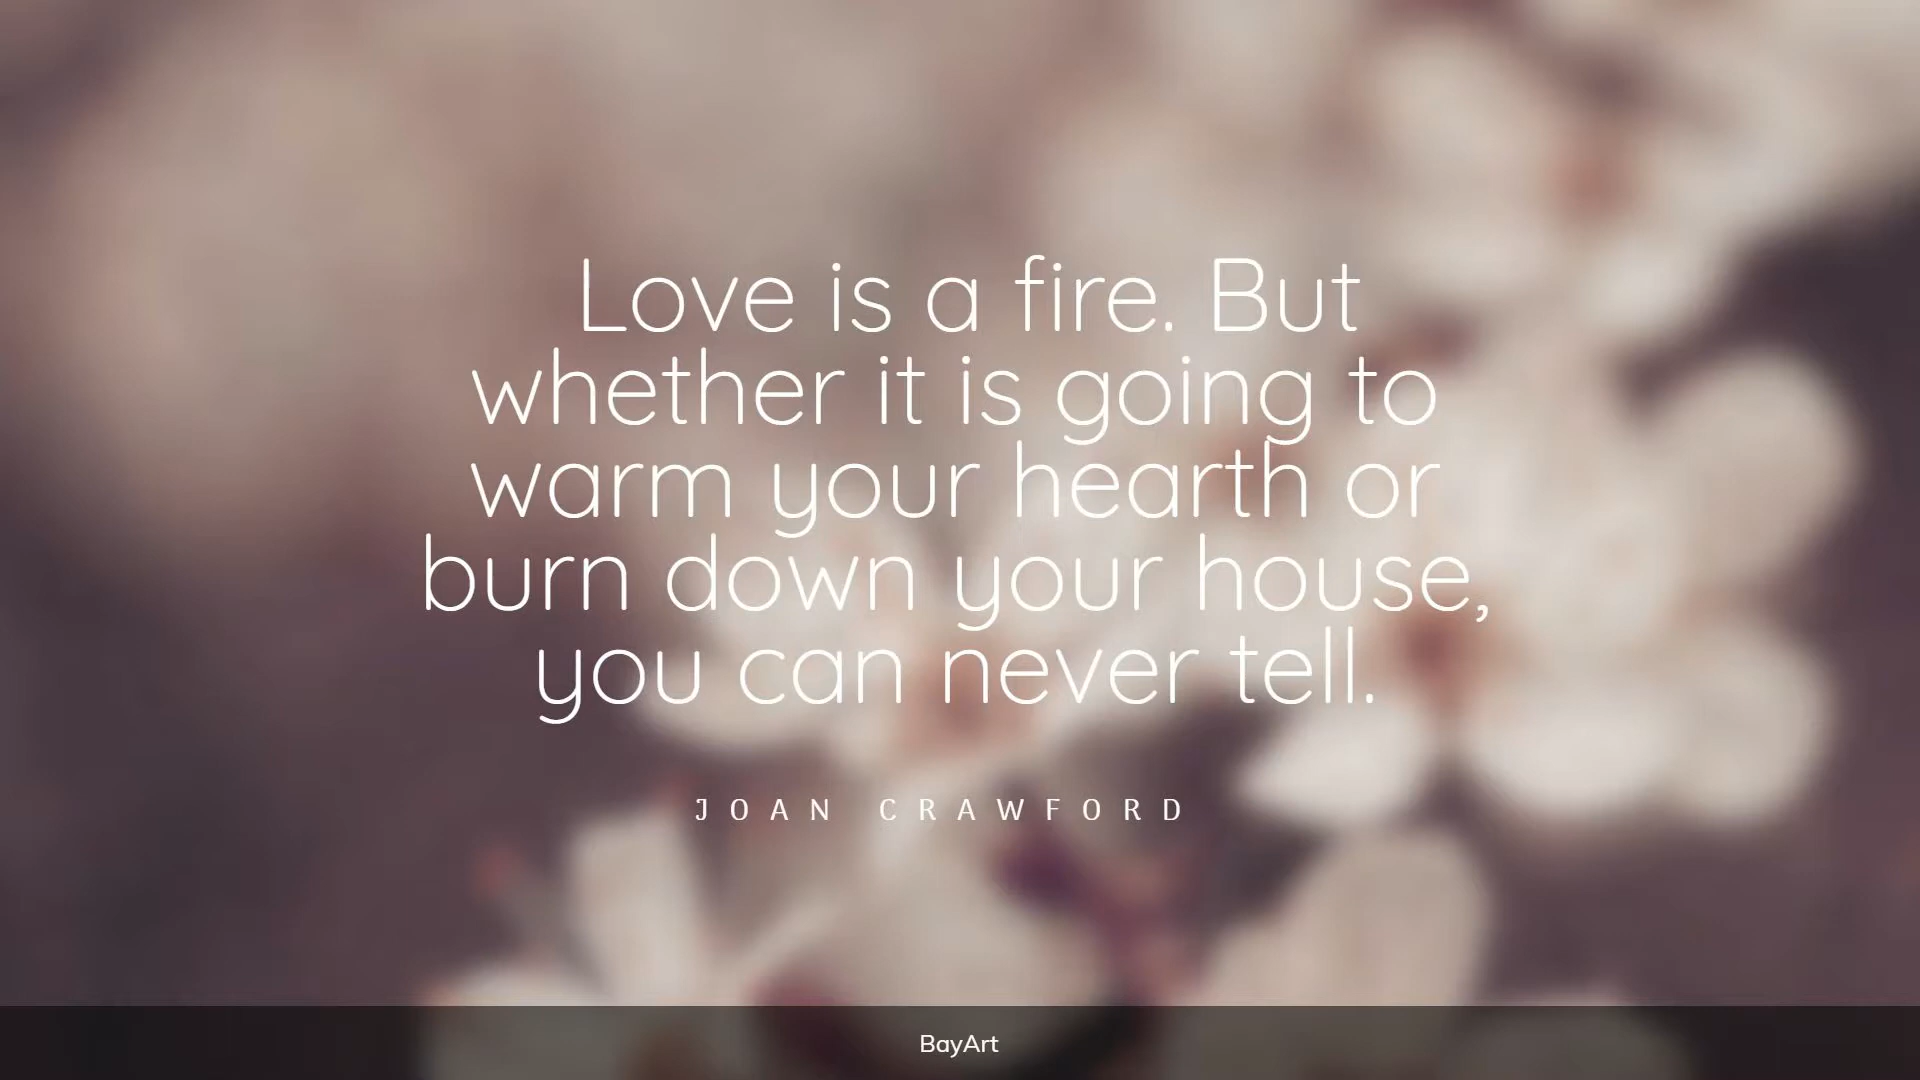 Love is a fire. But
whether it is going to
warm your hearth or
burn down your house,
you can never tell.
JOAN CRAWFORD
BayArt